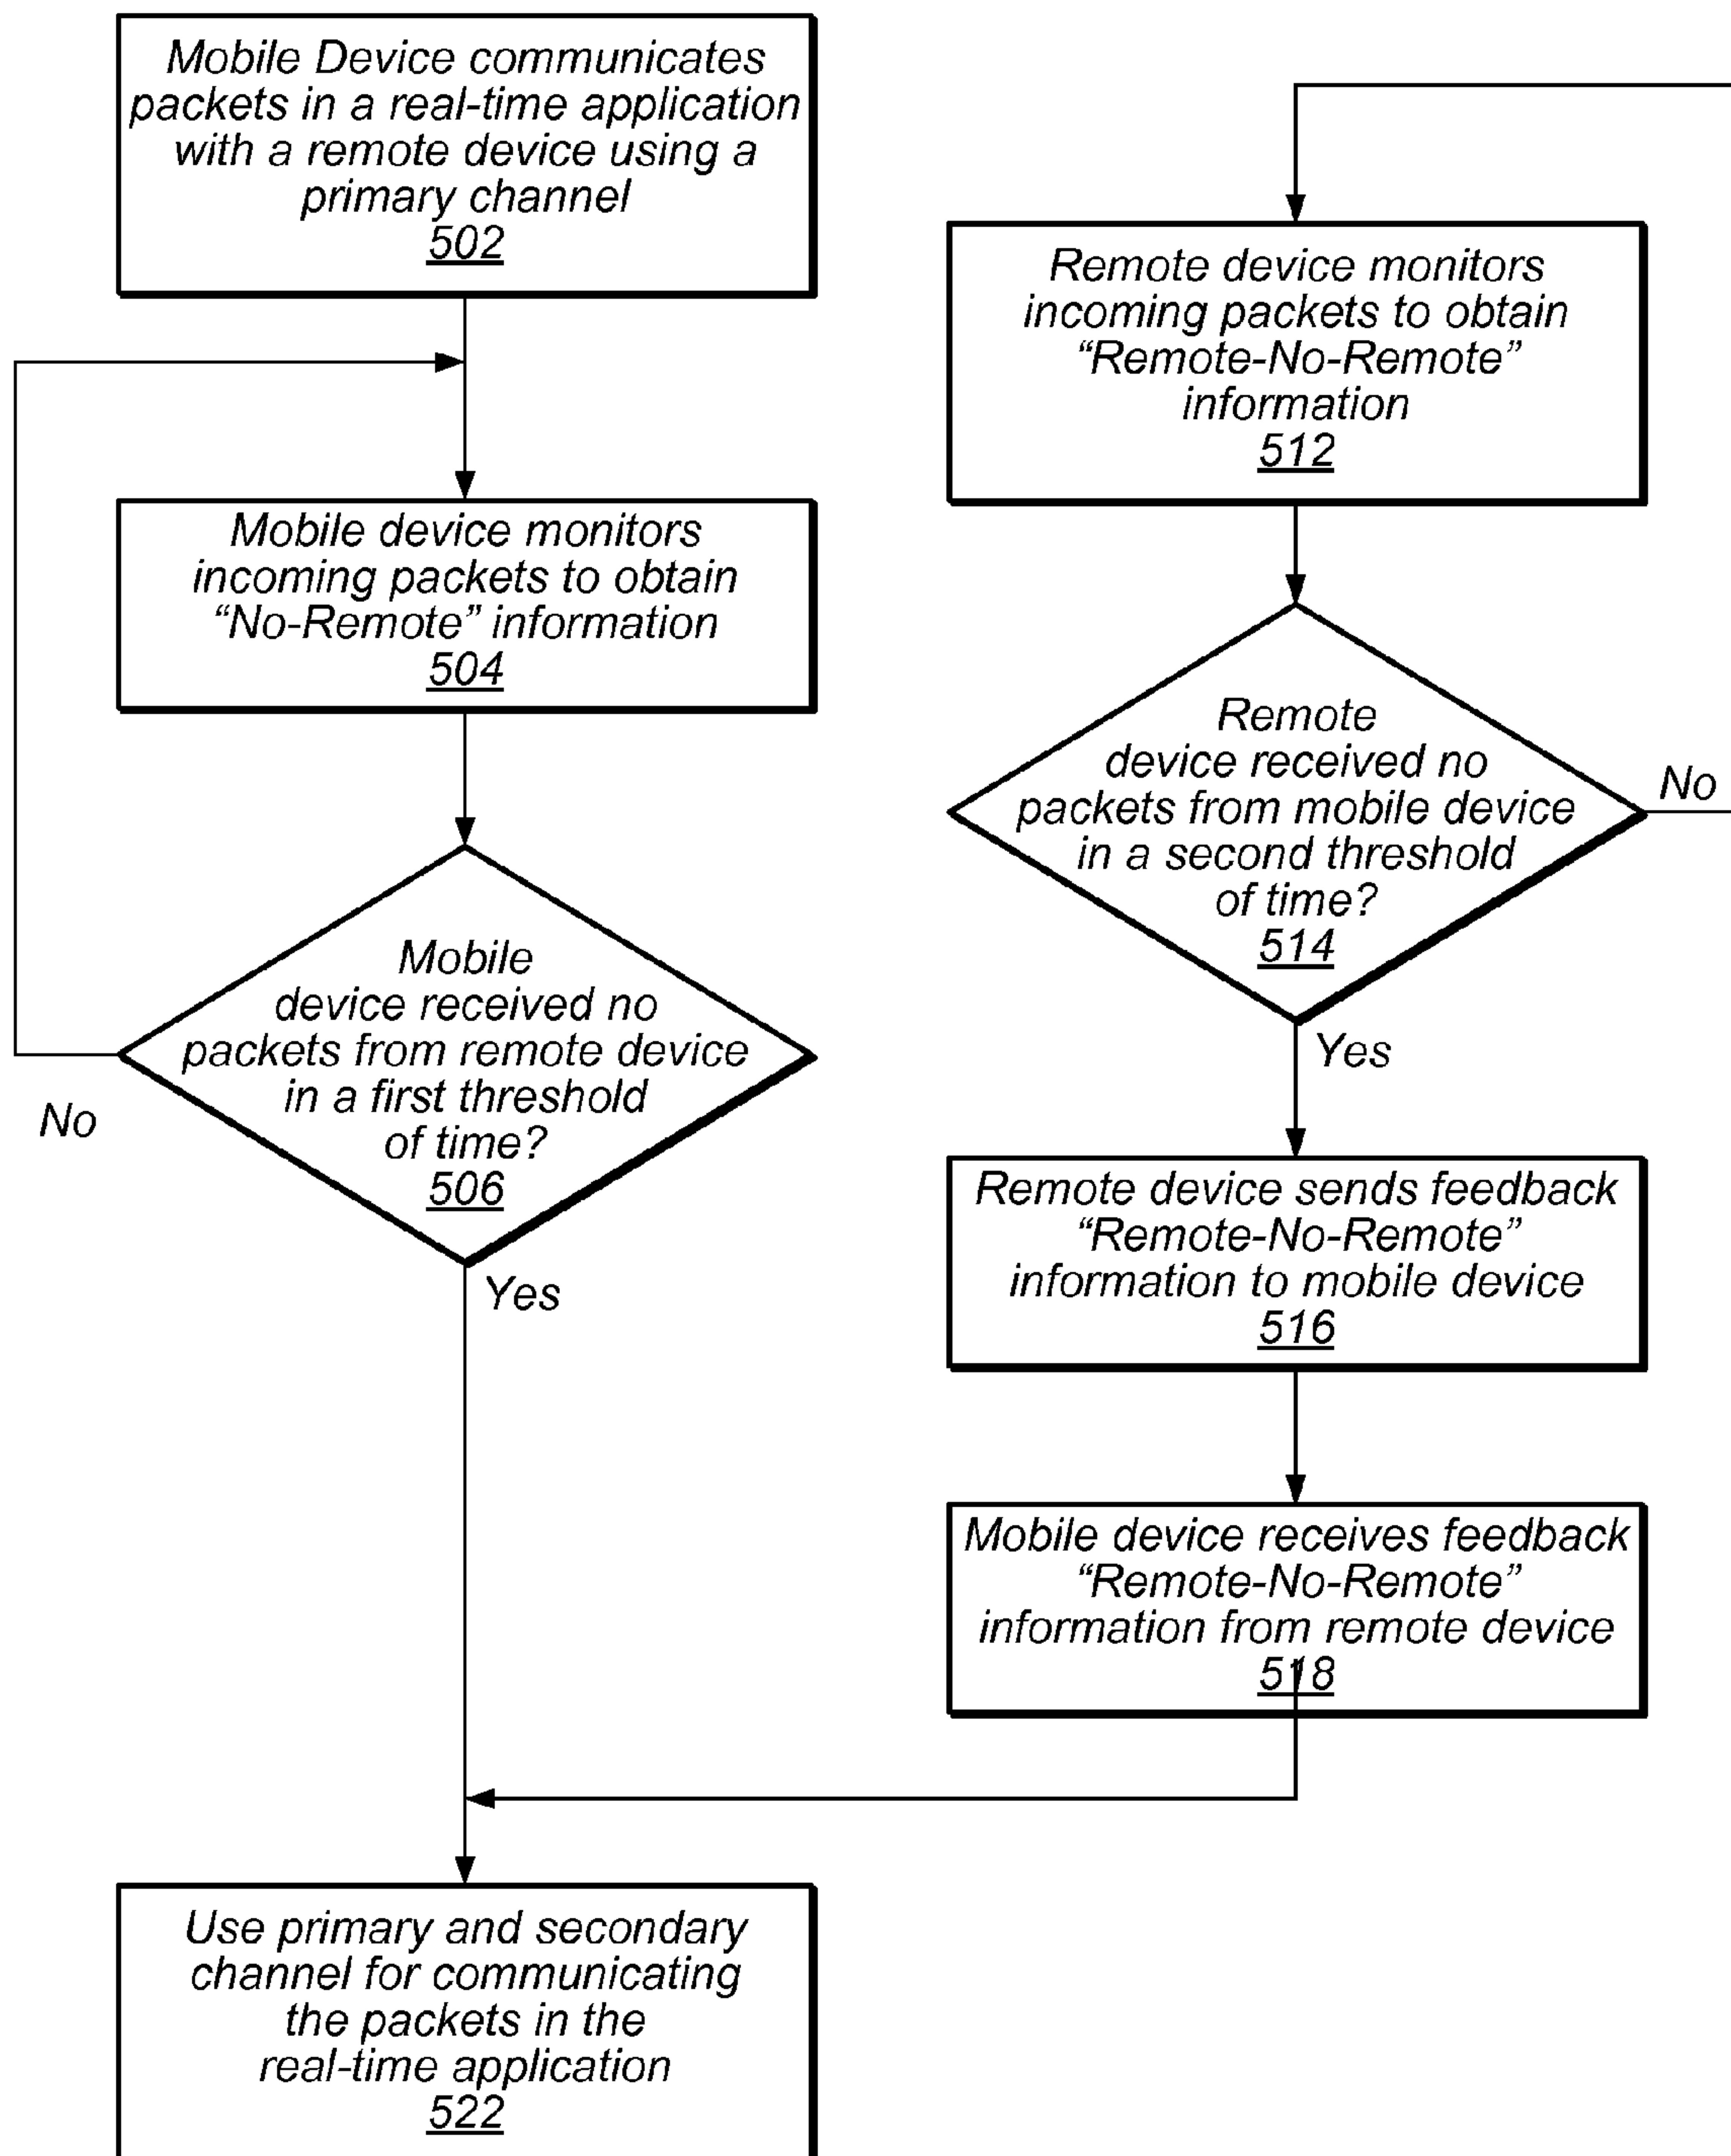 Mobile Device communicates
packets in a real-time application
with a remote device using a
primary channel
502
Mobile device monitors
incoming packets to obtain
“No-Remote” information
504
Mobile
device received no
packets from remote device
in a first threshold
of time?
506
No
Yes
Remote device monitors
incoming packets to obtain
“Remote-No-Remote”
information
512
Remote
device received no
packets from mobile device
in a second threshold
of time?
514
No
Yes
Remote device sends feedback
“Remote-No-Remote”
information to mobile device
516
Mobile device receives feedback
“Remote-No-Remote”
information from remote device
518
Use primary and secondary
channel for communicating
the packets in the
real-time application
522